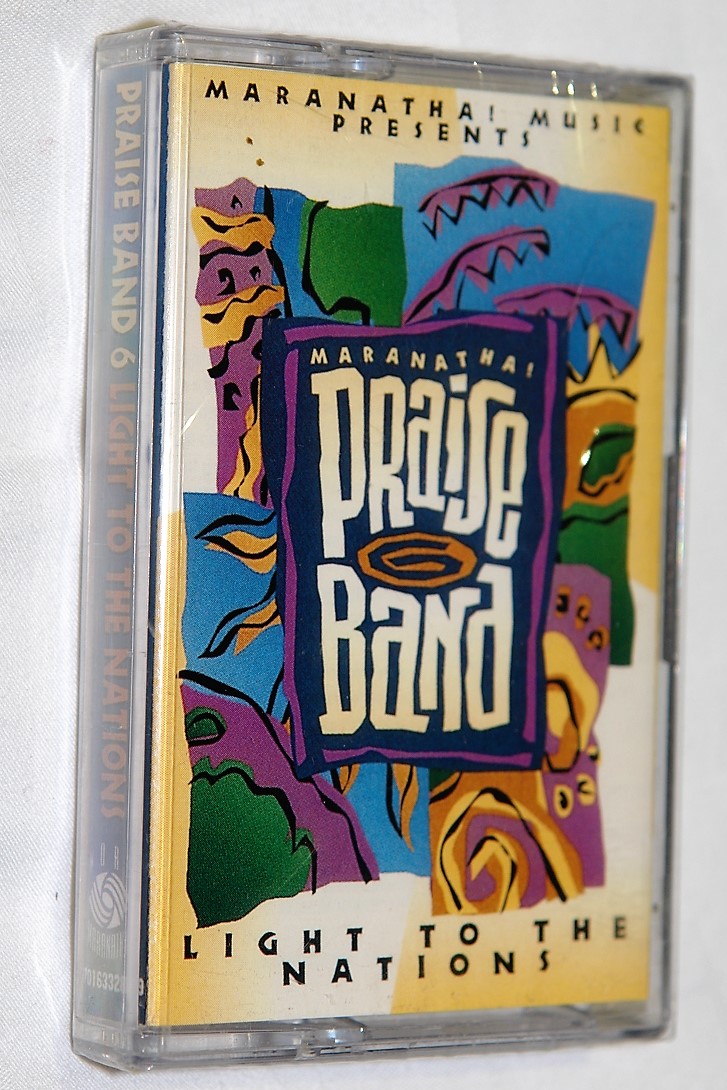 MARANATHA! MUSIC
PRESENTS
MARANATHA!
PRAISE
6
BAND
LIGHT TO THE
NATIONS
PRAISE BAND 6 LIGHT TO THE NATIONS